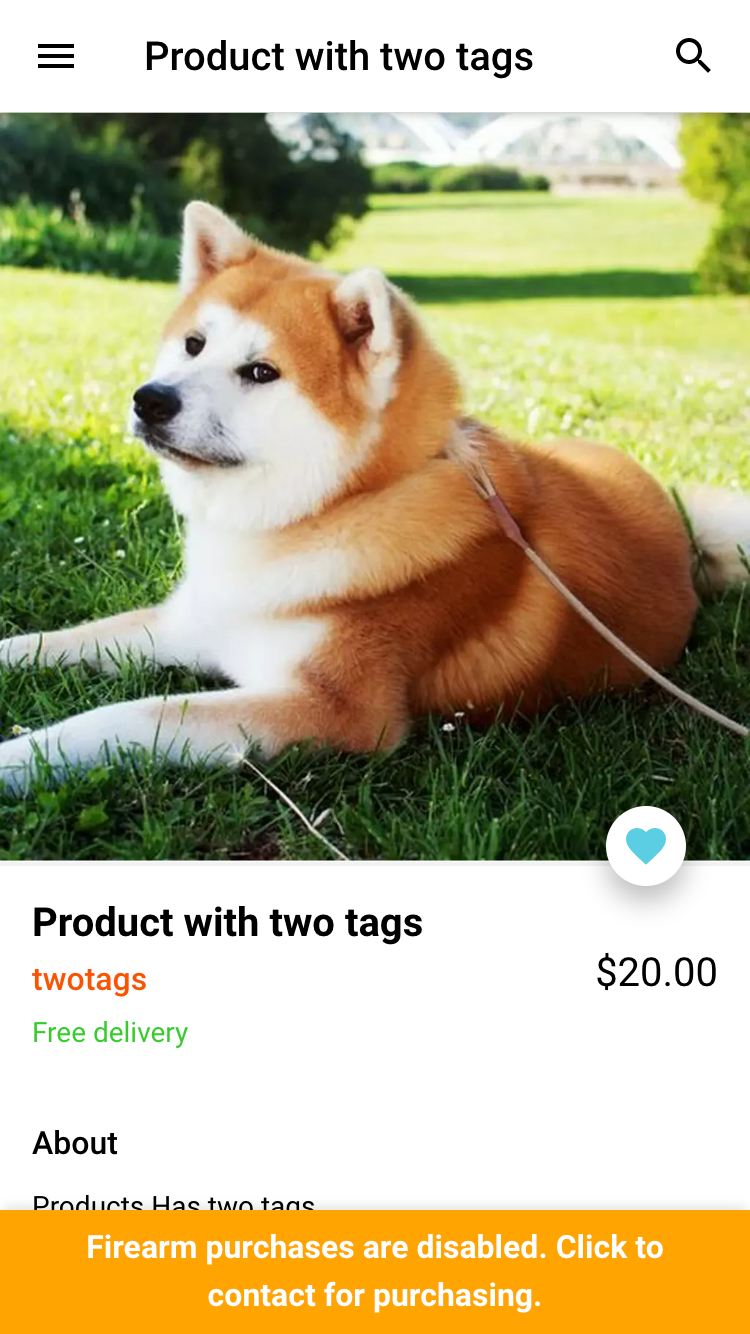 Product with two tags
Product with two tags
twotags
$20.00
Free delivery
About
Products Has two tags
Firearm purchases are disabled. Click to
contact for purchasing.